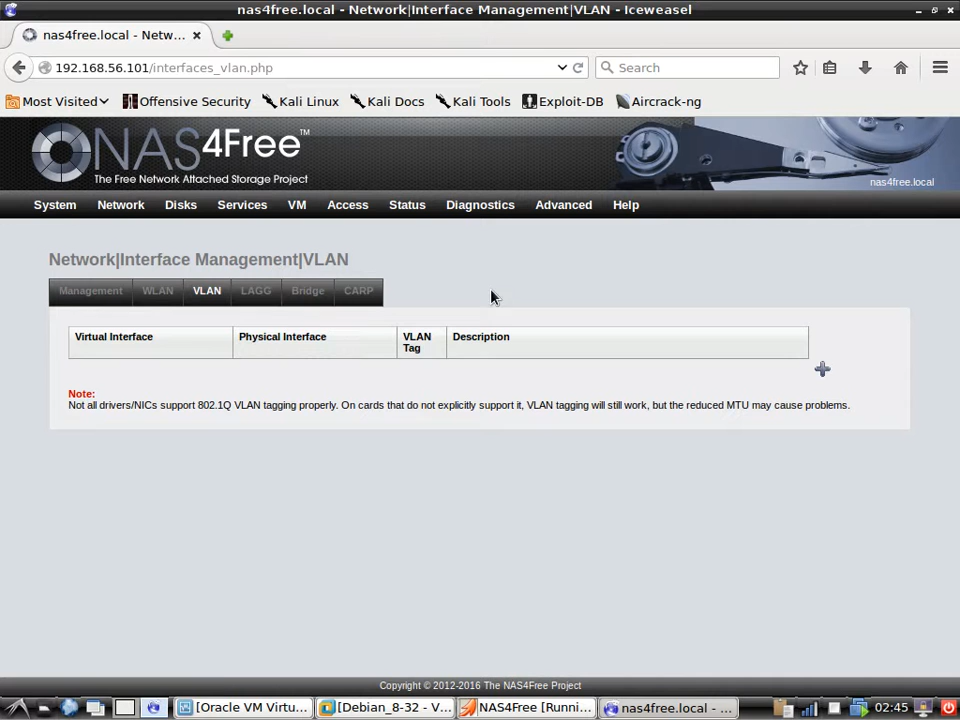 nas4free.local - Network|Interface Management|VLAN - Iceweasel
nas4free.local - Netw...
192.168.56.101/interfaces_vlan.php
Search
Most Visited
Offensive Security
Kali Linux
Kali Docs
Kali Tools
Exploit-DB
Aircrack-ng
NAS4Free™
The Free Network Attached Storage Project
nas4free.local
System Network Disks Services VM Access Status Diagnostics Advanced Help
Network|Interface Management|VLAN
Management WLAN VLAN LAGG Bridge CARP
Virtual Interface
Physical Interface
VLAN Tag
Description
Note:
Not all drivers/NICs support 802.1Q VLAN tagging properly. On cards that do not explicitly support it, VLAN tagging will still work, but the reduced MTU may cause problems.
Copyright © 2012-2016 The NAS4Free Project
[Oracle VM Virtu...
[Debian_8-32 - V...
NAS4Free [Runni...
nas4free.local - ...
02:45